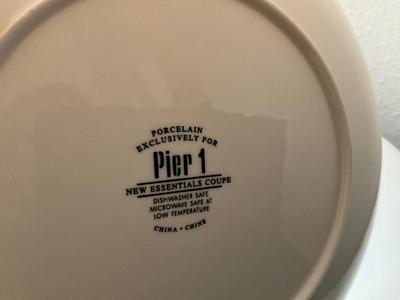 PORCELAIN
EXCLUSIVELY FOR
Pier 1
NEW ESSENTIALS COUPE
DISHWASHER SAFE
MICROWAVE SAFE AT
LOW TEMPERATURE
CHINA • CHINE